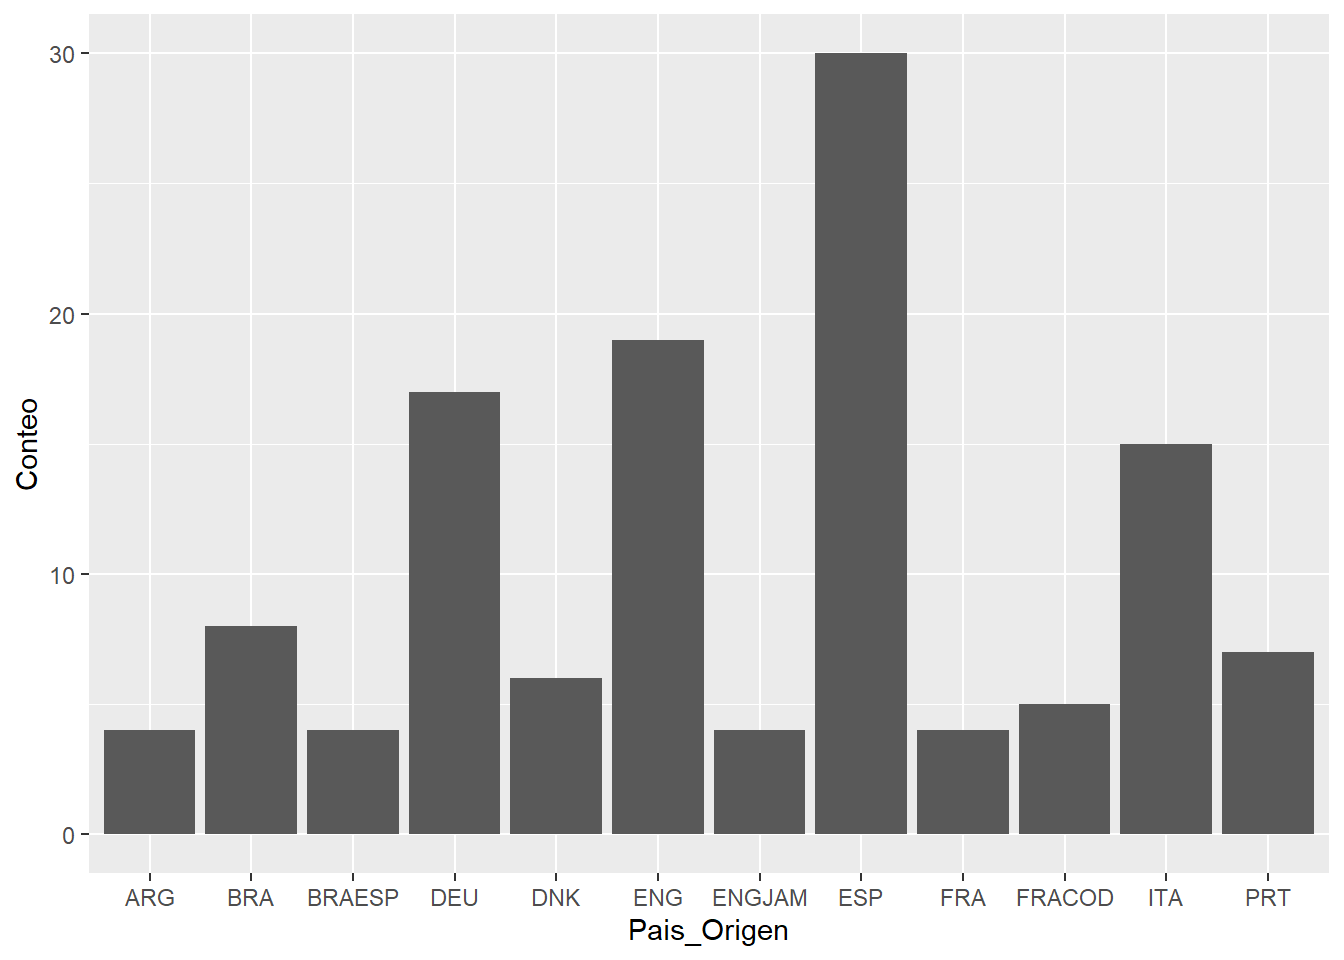 30
20
10
0
Conteo
ARG BRA BRAESP DEU DNK ENG ENGJAM ESP FRA FRACOD ITA PRT
Pais_Origen